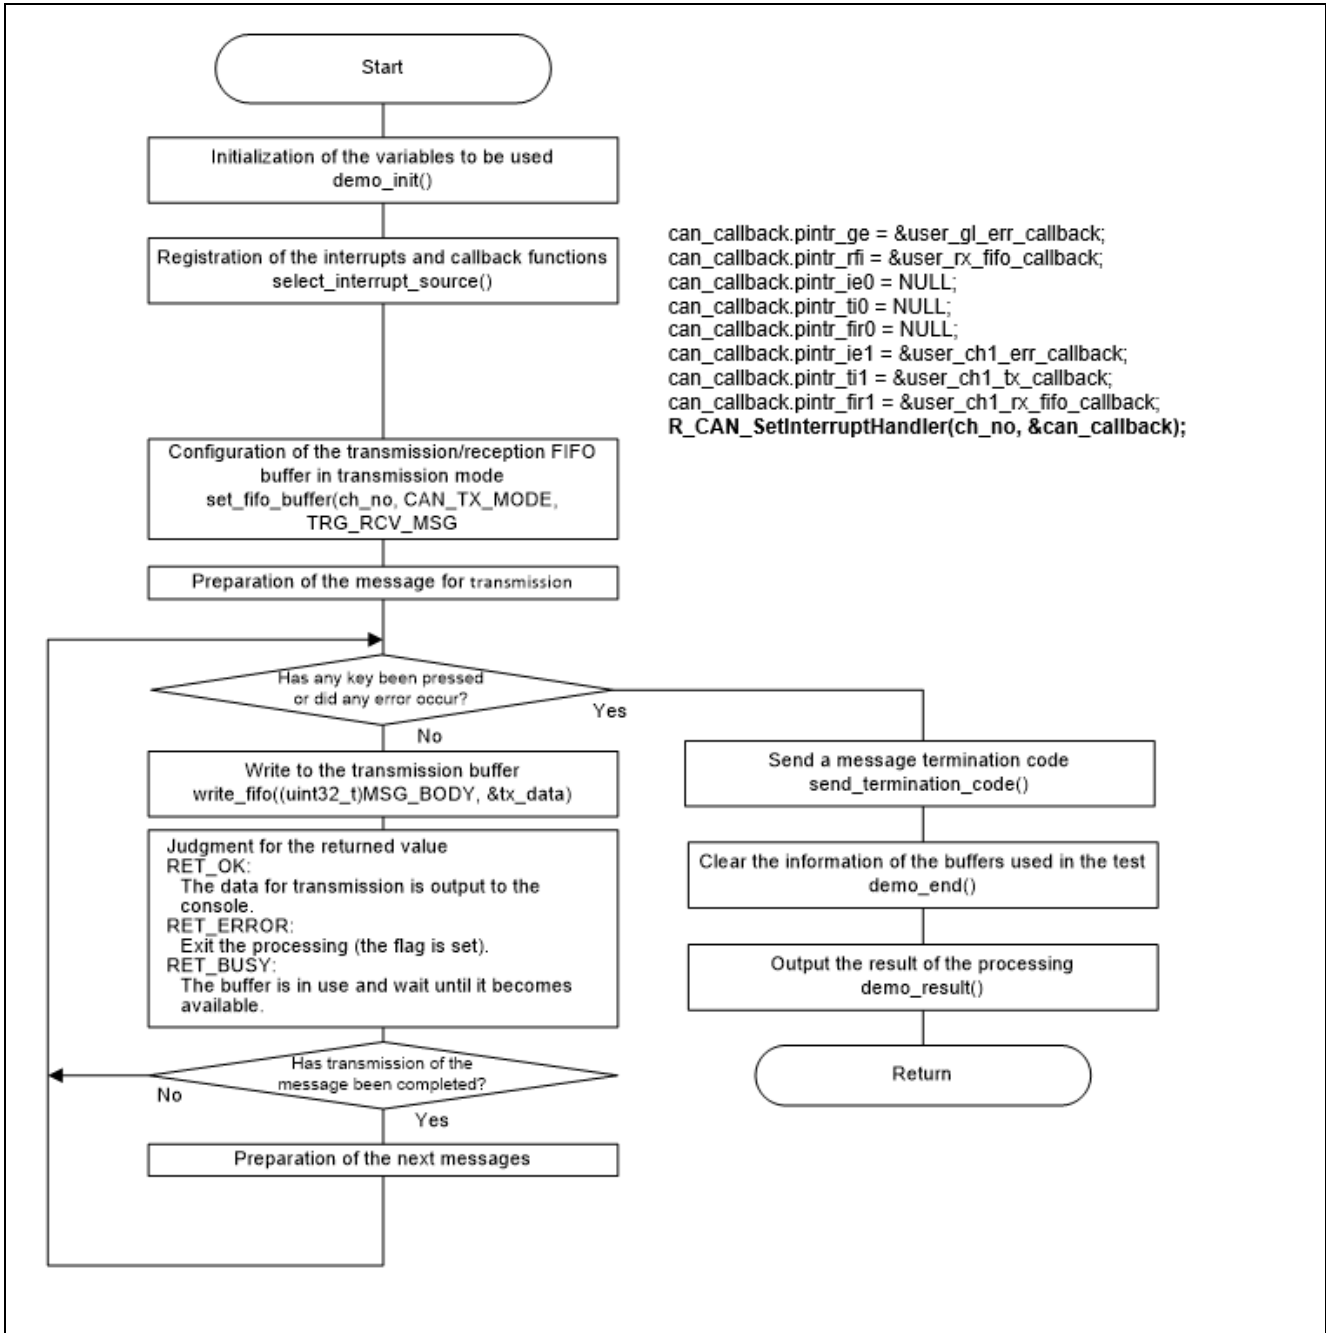 Start
Initialization of the variables to be used
demo_init()
Registration of the interrupts and callback functions
select_interrupt_source()
can_callback.pintr_ge = &user_gl_err_callback;
can_callback.pintr_rfi = &user_rx_fifo_callback;
can_callback.pintr_ie0 = NULL;
can_callback.pintr_ti0 = NULL;
can_callback.pintr_fir0 = NULL;
can_callback.pintr_ie1 = &user_ch1_err_callback;
can_callback.pintr_ti1 = &user_ch1_tx_callback;
can_callback.pintr_fir1 = &user_ch1_rx_fifo_callback;
R_CAN_SetInterruptHandler(ch_no, &can_callback);
Configuration of the transmission/reception FIFO
buffer in transmission mode
set_fifo_buffer(ch_no, CAN_TX_MODE,
TRG_RCV_MSG
Preparation of the message for transmission
Has any key been pressed
or did any error occur?
Yes
No
Write to the transmission buffer
write_fifo((uint32_t)MSG_BODY, &tx_data)
Judgment for the returned value
RET_OK:
The data for transmission is output to the
console.
RET_ERROR:
Exit the processing (the flag is set).
RET_BUSY:
The buffer is in use and wait until it becomes
available.
Has transmission of the
message been completed?
No
Yes
Preparation of the next messages
Send a message termination code
send_termination_code()
Clear the information of the buffers used in the test
demo_end()
Output the result of the processing
demo_result()
Return